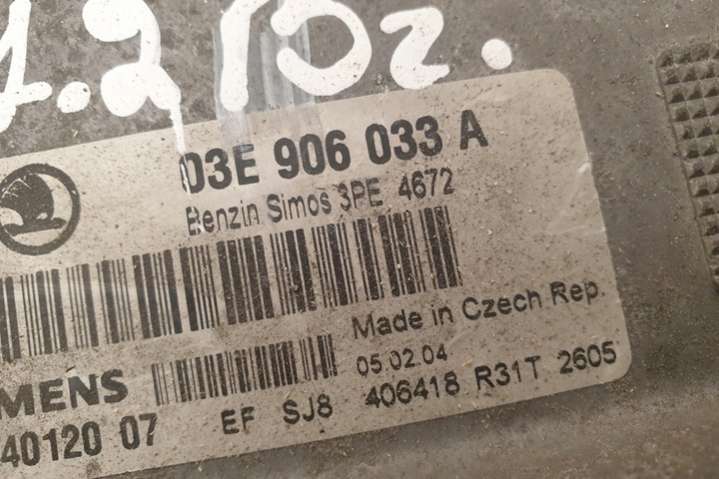 03E 906 033 A
Benzin Simos 3PE 4672
Made in Czech Rep.
MENS
05.02.04
40120 07 EF SJ8 406418 R31T 2605